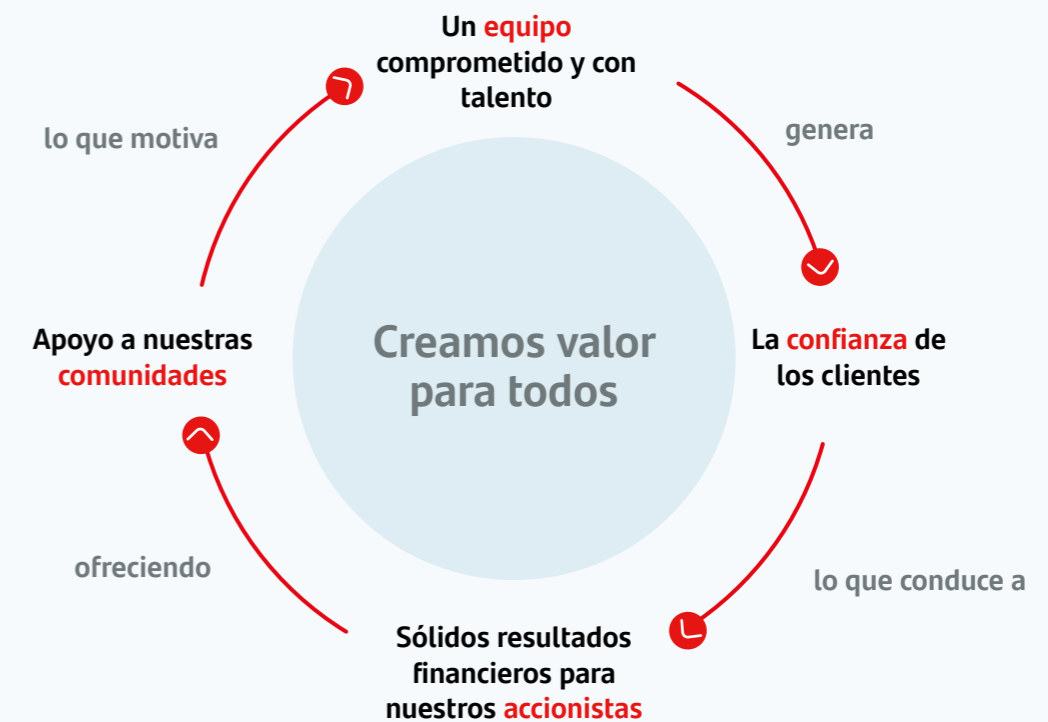 Un equipo
comprometido y con
talento
genera
La confianza de
los clientes
lo que conduce a
Sólidos resultados
financieros para
nuestros accionistas
ofreciendo
Apoyo a nuestras
comunidades
lo que motiva
Creamos valor
para todos